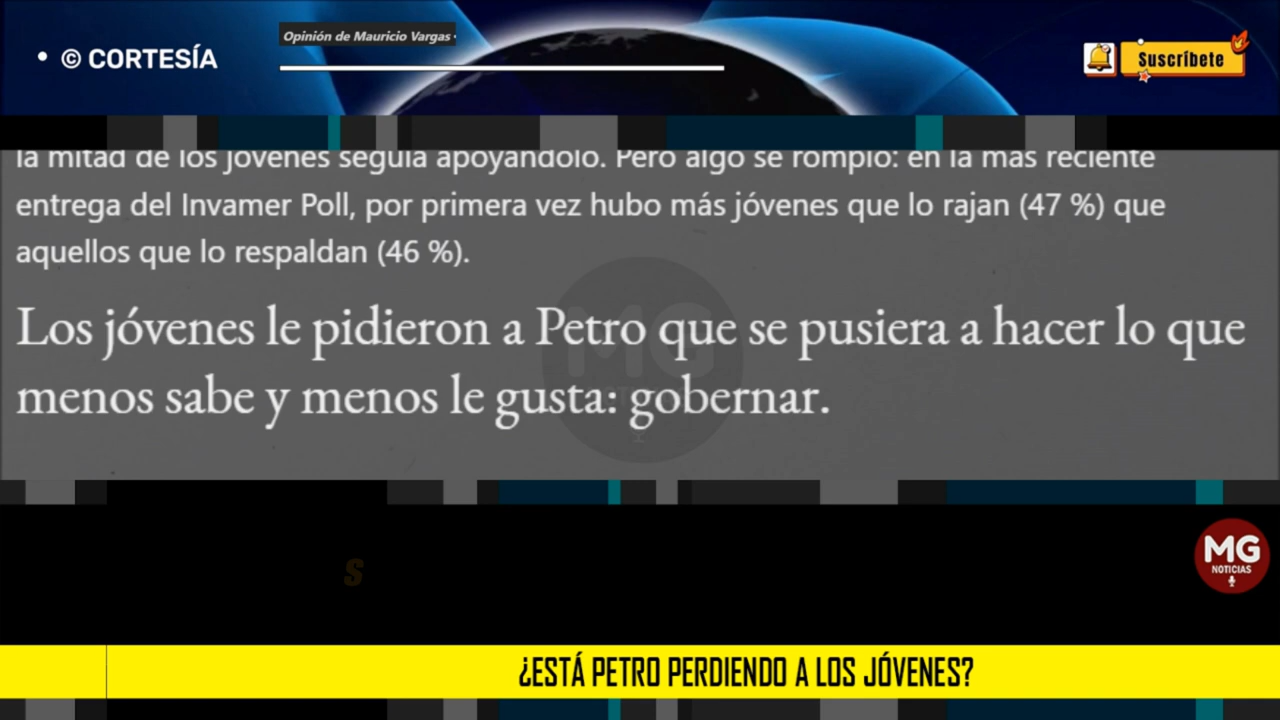 Opinión de Mauricio Vargas
• © CORTESÍA
Suscríbete
la mitad de los jóvenes seguía apoyándolo. Pero algo se rompió: en la más reciente
entrega del Invamer Poll, por primera vez hubo más jóvenes que lo rajan (47 %) que
aquellos que lo respaldan (46 %).
Los jóvenes le pidieron a Petro que se pusiera a hacer lo que
menos sabe y menos le gusta: gobernar.
S
MG
NOTICIAS
¿ESTÁ PETRO PERDIENDO A LOS JÓVENES?